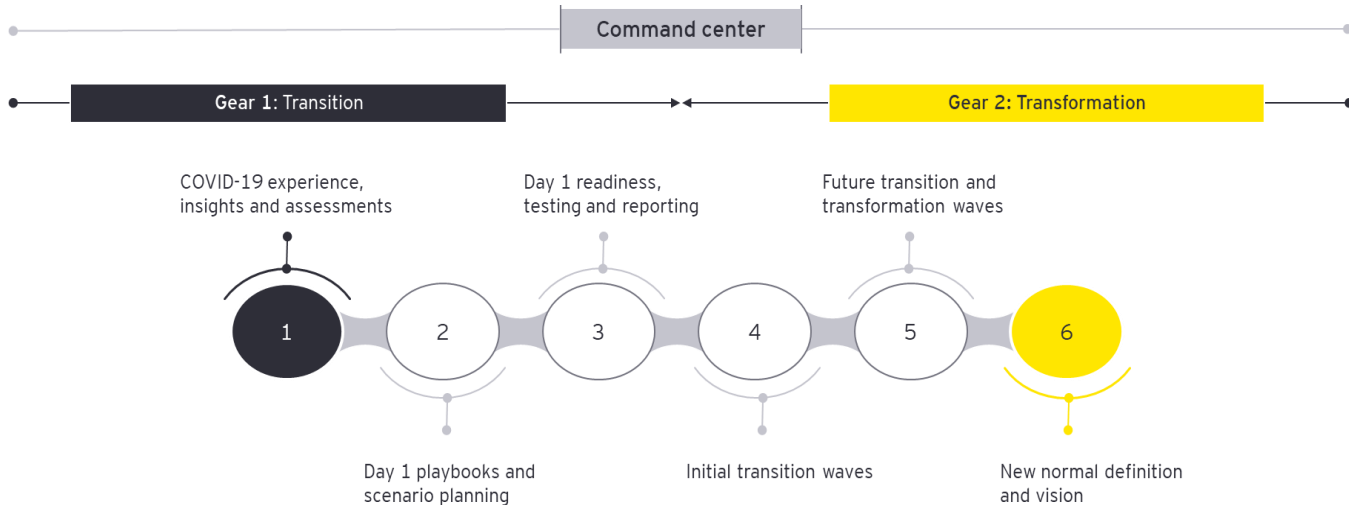 Command center
Gear 1: Transition
Gear 2: Transformation
COVID-19 experience,
insights and assessments
Day 1 readiness,
testing and reporting
Future transition and
transformation waves
1
2
3
4
5
6
Day 1 playbooks and
scenario planning
Initial transition waves
New normal definition
and vision